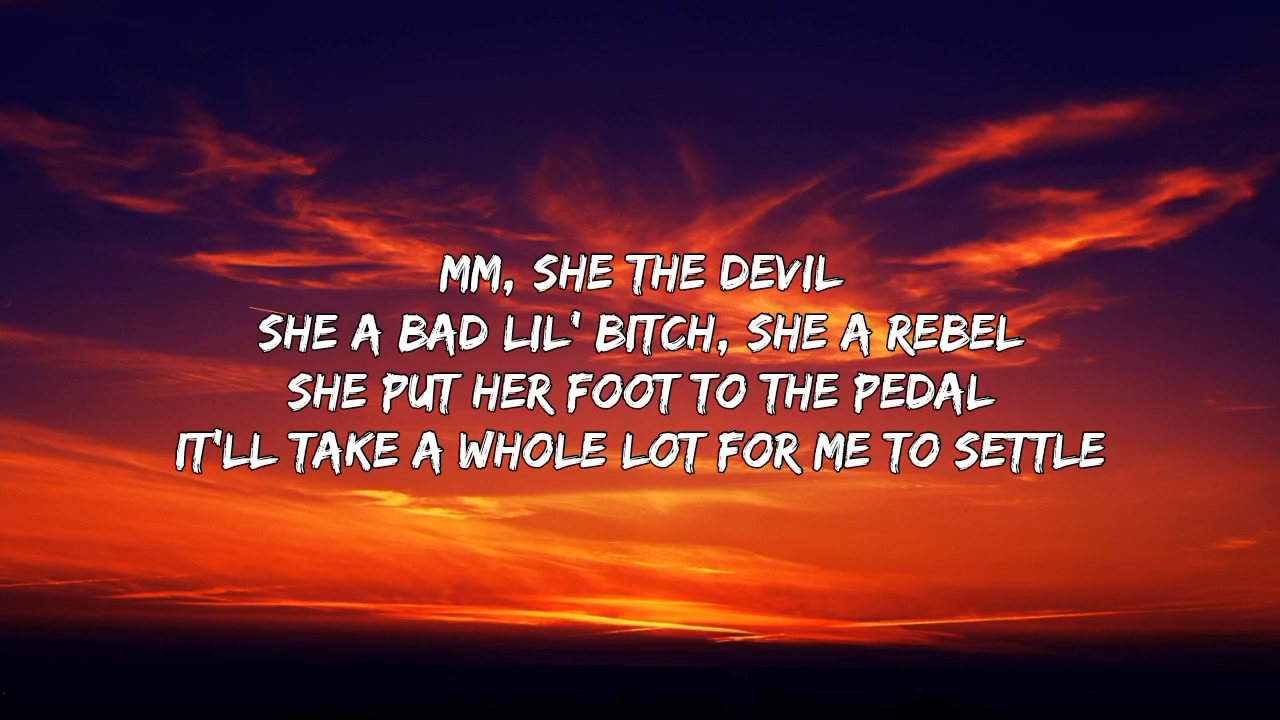 MM, SHE THE DEVIL
SHE A BAD LIL' BITCH, SHE A REBEL
SHE PUT HER FOOT TO THE PEDAL
IT'LL TAKE A WHOLE LOT FOR ME TO SETTLE